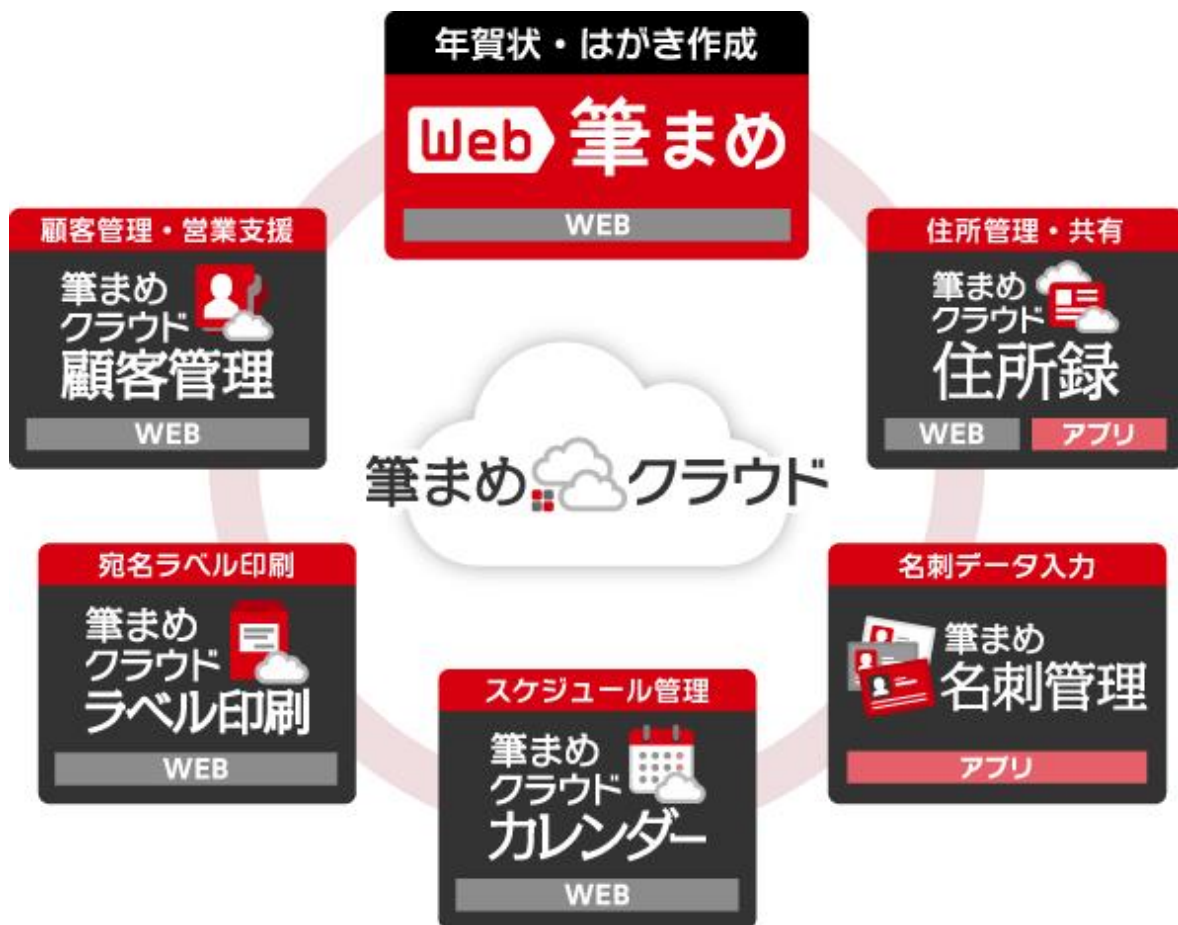 年賀状・はがき作成
Web 筆まめ
WEB
顧客管理・営業支援
筆まめ
クラウド
顧客管理
WEB
住所管理・共有
筆まめ
クラウド
住所録
WEB アプリ
筆まめクラウド
宛名ラベル印刷
筆まめ
クラウド
ラベル印刷
WEB
名刺データ入力
筆まめ
名刺管理
アプリ
スケジュール管理
筆まめ
クラウド
カレンダー
WEB